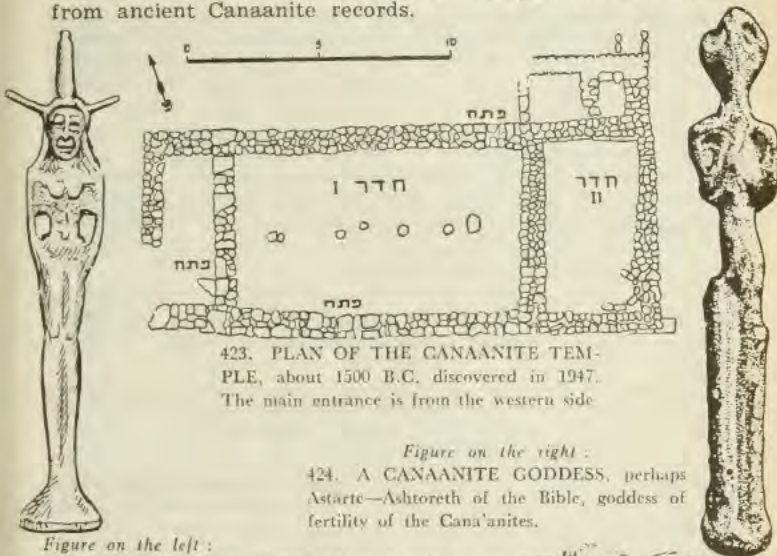 from ancient Canaanite records.
0 5 10
פתח
חדר I
חדר
II
פתח
פתח
423. PLAN OF THE CANAANITE TEM-
PLE, about 1500 B.C. discovered in 1947.
The main entrance is from the western side
Figure on the right :
424. A CANAANITE GODDESS, perhaps
Astarte—Ashtoreth of the Bible, goddess of
fertility of the Cana'anites.
Figure on the left :